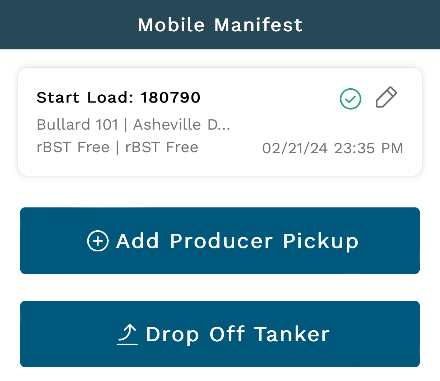 Mobile Manifest
Start Load: 180790
Bullard 101 | Asheville D...
rBST Free | rBST Free
02/21/24 23:35 PM
Add Producer Pickup
Drop Off Tanker